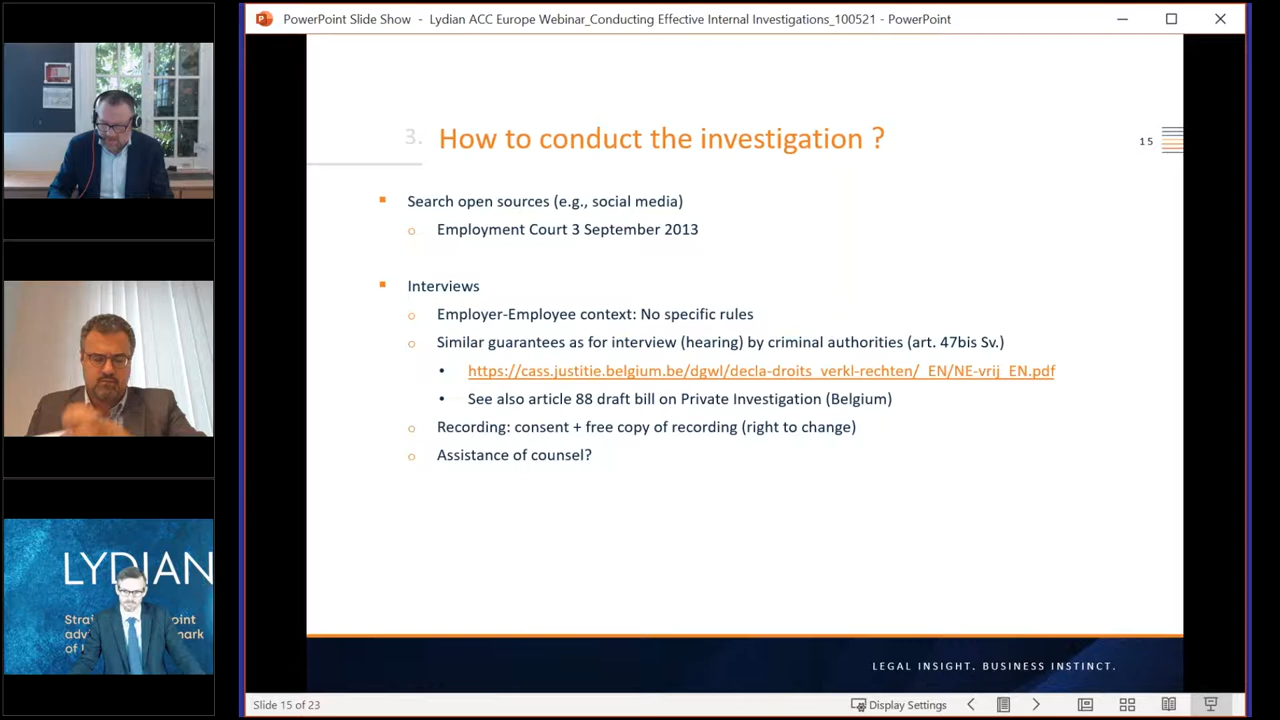 PowerPoint Slide Show - Lydian ACC Europe Webinar_Conducting Effective Internal Investigations_100521 - PowerPoint
3. How to conduct the investigation ?
15
Search open sources (e.g., social media)
Employment Court 3 September 2013
Interviews
Employer-Employee context: No specific rules
Similar guarantees as for interview (hearing) by criminal authorities (art. 47bis Sv.)
https://cass.justitie.belgium.be/dgwl/decla-droits_verkl-rechten/_EN/NE-vrij_EN.pdf
See also article 88 draft bill on Private Investigation (Belgium)
Recording: consent + free copy of recording (right to change)
Assistance of counsel?
LEGAL INSIGHT. BUSINESS INSTINCT.
Slide 15 of 23
Display Settings
LYDIAN